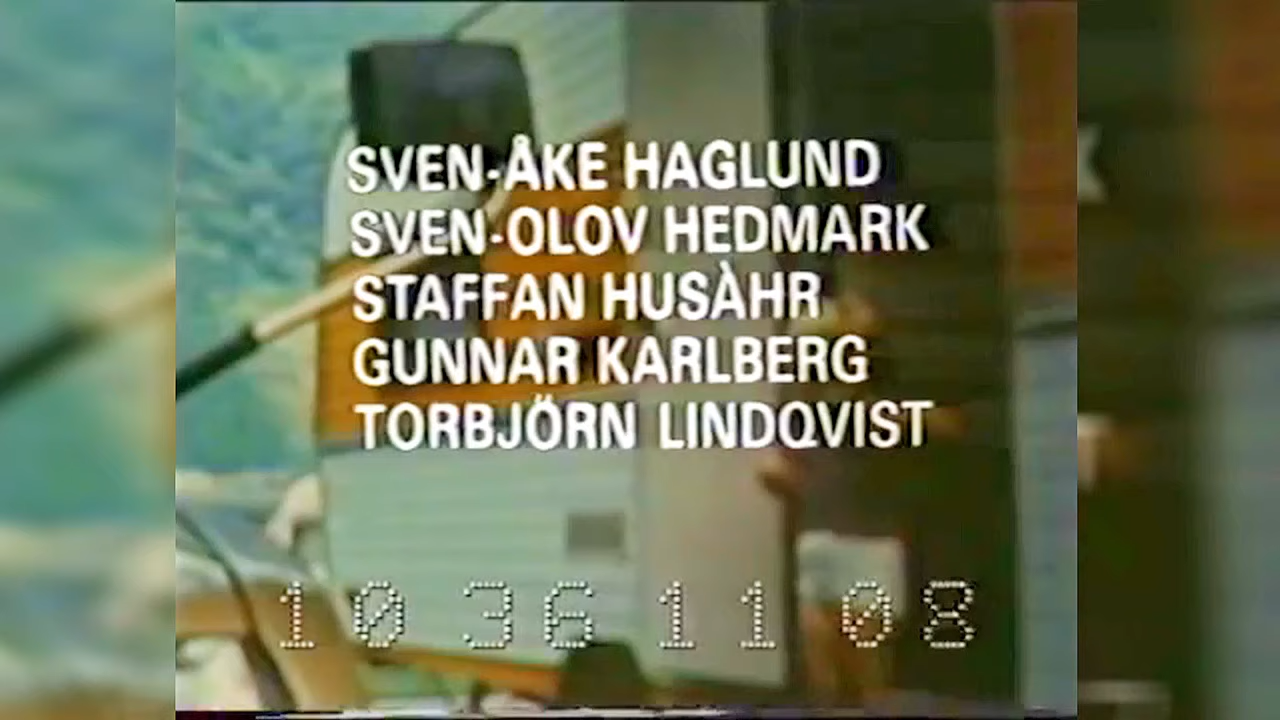 SVEN-ÅKE HAGLUND
SVEN-OLOV HEDMARK
STAFFAN HUSÀHR
GUNNAR KARLBERG
TORBJÖRN LINDQVIST
10 36 11 08